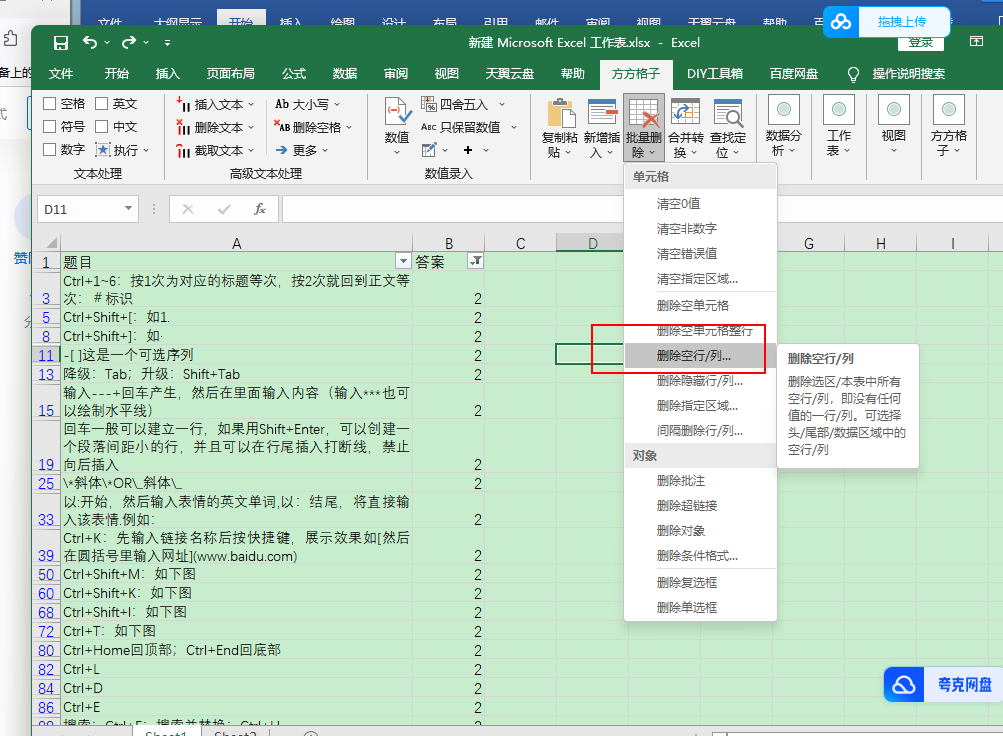 文件 大纲显示 开始 插入 绘图 设计 布局 引用 邮件 审阅 视图 天翼云盘 帮助
拖拽上传
新建 Microsoft Excel 工作表.xlsx - Excel
登录
文件 开始 插入 页面布局 公式 数据 审阅 视图 天翼云盘 帮助 方方格子 DIY工具箱 百度网盘 操作说明搜索
备上的
空格 英文
符号 中文
数字 执行
文本处理
插入文本 Ab 大小写
删除文本 AB 删除空格
截取文本 更多
高级文本处理
数值
四舍五入
ABC 只保留数值
数值录入
复制粘贴
新增插入
批量删除
合并转换
查找定位
数据分析
工作表
视图
方方格子
D11
fx
A B C D G H I
1 题目 答案
3 Ctrl+1~6：按1次为对应的标题等次，按2次就回到正文等次：＃标识 2
5 Ctrl+Shift+[：如1. 2
8 Ctrl+Shift+]：如· 2
11 -[ ]这是一个可选序列 2
13 降级：Tab；升级：Shift+Tab 2
15 输入---+回车产生，然后在里面输入内容（输入***也可以绘制水平线） 2
19 回车一般可以建立一行，如果用Shift+Enter，可以创建一个段落间距小的行，并且可以在行尾插入打断线，禁止向后插入 2
25 \*斜体\*OR\_斜体\_ 2
33 以:开始，然后输入表情的英文单词,以：结尾，将直接输入该表情.例如: 2
39 Ctrl+K：先输入链接名称后按快捷键，展示效果如[然后在圆括号里输入网址](www.baidu.com) 2
50 Ctrl+Shift+M：如下图 2
60 Ctrl+Shift+K：如下图 2
68 Ctrl+Shift+I：如下图 2
72 Ctrl+T：如下图 2
80 Ctrl+Home回顶部；Ctrl+End回底部 2
82 Ctrl+L 2
84 Ctrl+D 2
86 Ctrl+E 2
单元格
清空0值
清空非数字
清空错误值
清空指定区域...
删除空单元格
删除空单元格整行
删除空行/列...
删除隐藏行/列...
删除指定区域...
间隔删除行/列...
对象
删除批注
删除超链接
删除对象
删除条件格式...
删除复选框
删除单选框
删除空行/列
删除选区/本表中所有
空行/列，即没有任何
值的一行/列。可选择
头/尾部/数据区域中的
空行/列
夸克网盘
Sheet1 Sheet2